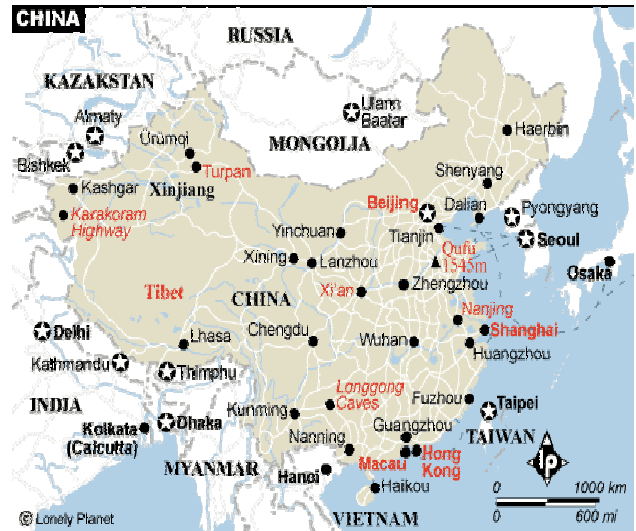 CHINA
RUSSIA
KAZAKSTAN
Almaty
Ulaan
Baatar
MONGOLIA
Haerbin
Urumqi
Bishkek
Turpan
Shenyang
Kashgar
Xinjiang
Beijing
Dalian
Pyongyang
Karakoram
Highway
Yinchuan
Tianjin
Seoul
Qufu
1545m
Xining
Lanzhou
Osaka
Tibet
Xi'an
Zhengzhou
CHINA
Nanjing
Delhi
Lhasa
Chengdu
Wuhan
Shanghai
Huangzhou
Kathmandu
Thimphu
Longgong
Caves
INDIA
Fuzhou
Taipei
Kunming
Dhaka
Kolkata
(Calcutta)
Guangzhou
TAIWAN
Nanning
MYANMAR
Hanoi
Macau
Hong
Kong
lp
Haikou
0 1000 km
0 600 mi
© Lonely Planet
VIETNAM